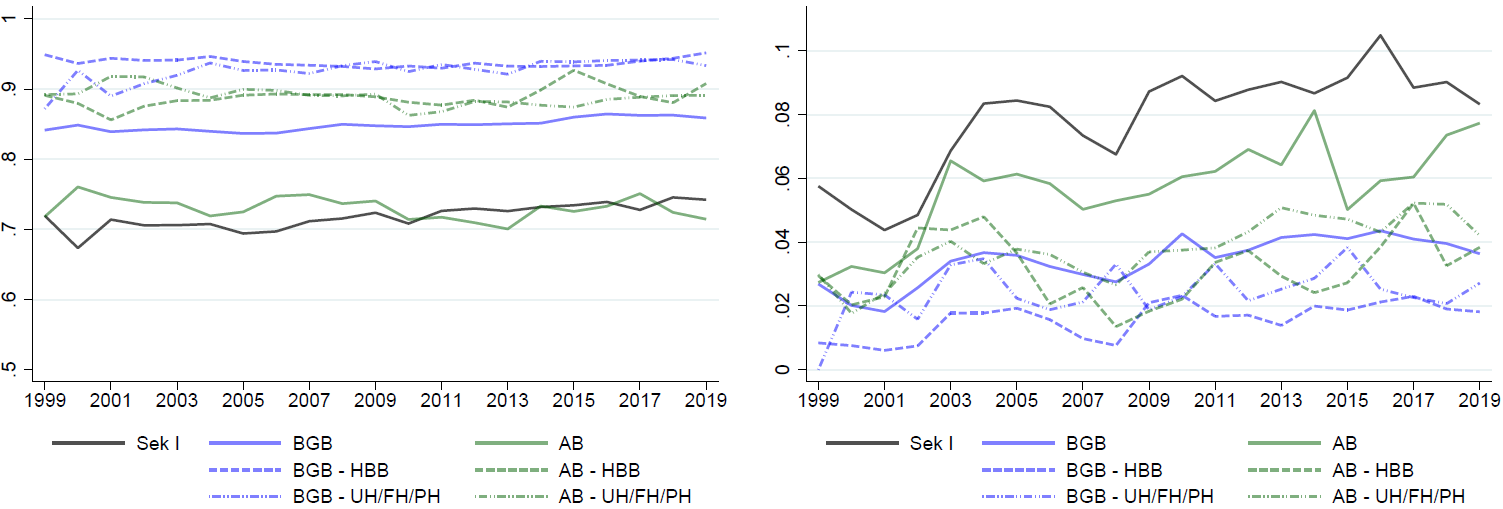 1
.9
.8
.7
.6
.5
1999 2001 2003 2005 2007 2009 2011 2013 2015 2017 2019
Sek I BGB AB
BGB - HBB AB - HBB
BGB - UH/FH/PH AB - UH/FH/PH
.1
.08
.06
.04
.02
0
1999 2001 2003 2005 2007 2009 2011 2013 2015 2017 2019
Sek I BGB AB
BGB - HBB AB - HBB
BGB - UH/FH/PH AB - UH/FH/PH